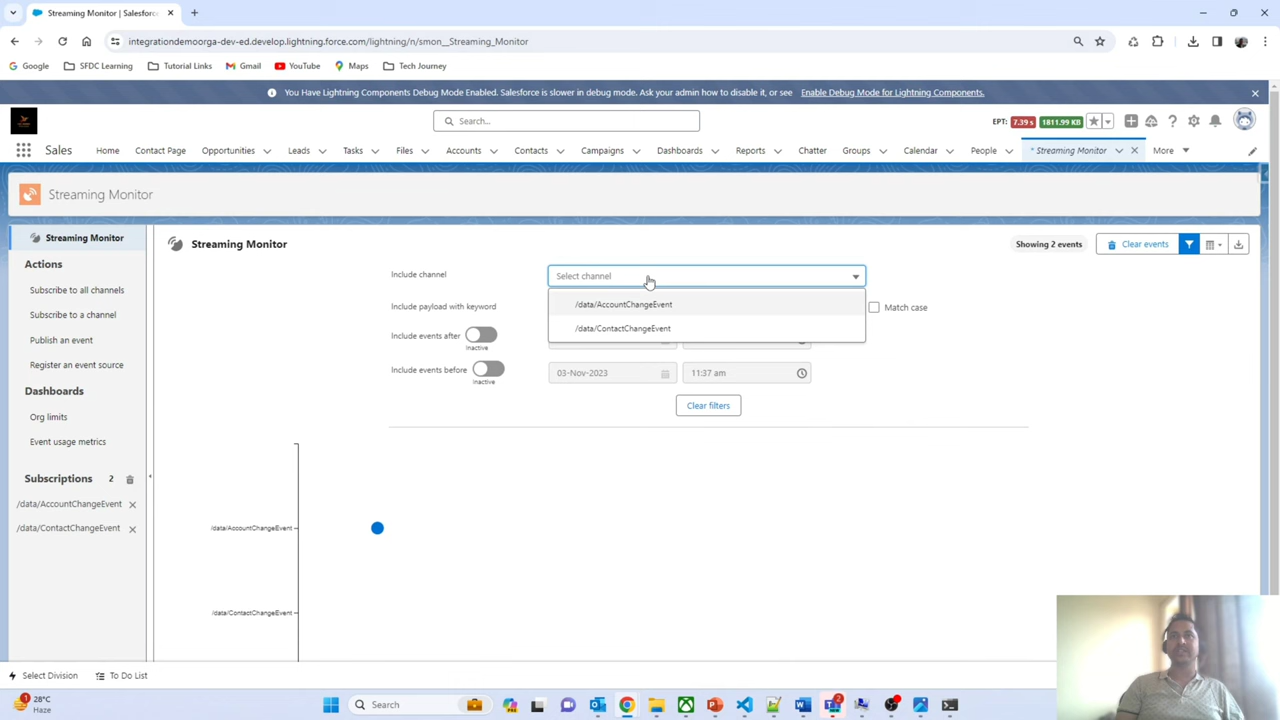 Streaming Monitor | Salesforce
integrationdemoorga-dev-ed.develop.lightning.force.com/lightning/n/smon__Streaming_Monitor
Google SFDC Learning Tutorial Links Gmail YouTube Maps Tech Journey
You Have Lightning Components Debug Mode Enabled. Salesforce is slower in debug mode. Ask your admin how to disable it, or see Enable Debug Mode for Lightning Components.
Search... EPT: 7.39 s 1811.99 KB
Sales Home Contact Page Opportunities Leads Tasks Files Accounts Contacts Campaigns Dashboards Reports Chatter Groups Calendar People * Streaming Monitor More
Streaming Monitor
Streaming Monitor
Actions
Subscribe to all channels
Subscribe to a channel
Publish an event
Register an event source
Dashboards
Org limits
Event usage metrics
Subscriptions 2
/data/AccountChangeEvent
/data/ContactChangeEvent
Streaming Monitor
Showing 2 events Clear events
Include channel Select channel
/data/AccountChangeEvent
/data/ContactChangeEvent
Include payload with keyword Match case
Include events after
Inactive
Include events before 03-Nov-2023 11:37 am
Inactive
Clear filters
/data/AccountChangeEvent
/data/ContactChangeEvent
Select Division To Do List
1 28°C
Haze
Search
2